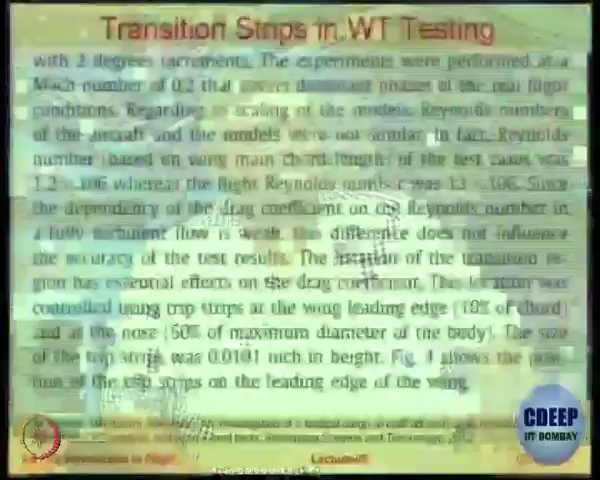 Transition Strips in WT Testing
with 2 degrees increments. The experiments were performed at a
Mach number of 0.2 that covers dominant phases of the real flight
conditions. Regarding to scaling of the models, Reynolds numbers
of the aircraft and the models were not similar. In fact, Reynolds
number (based on wing main chord length) of the test cases was
1.2 × 106 whereas the flight Reynolds number was 13 × 106. Since
the dependency of the drag coefficient on the Reynolds number in
a fully turbulent flow is weak, this difference does not influence
the accuracy of the test results. The location of the transition re-
gion has essential effects on the drag coefficient. This location was
controlled using trip strips at the wing leading edge (10% of chord)
and at the nose (50% of maximum diameter of the body). The size
of the trip strips was 0.0101 inch in height. Fig. 4 shows the posi-
tion of the trip strips on the leading edge of the wing
CDEEP
IIT BOMBAY
Introduction to Flight